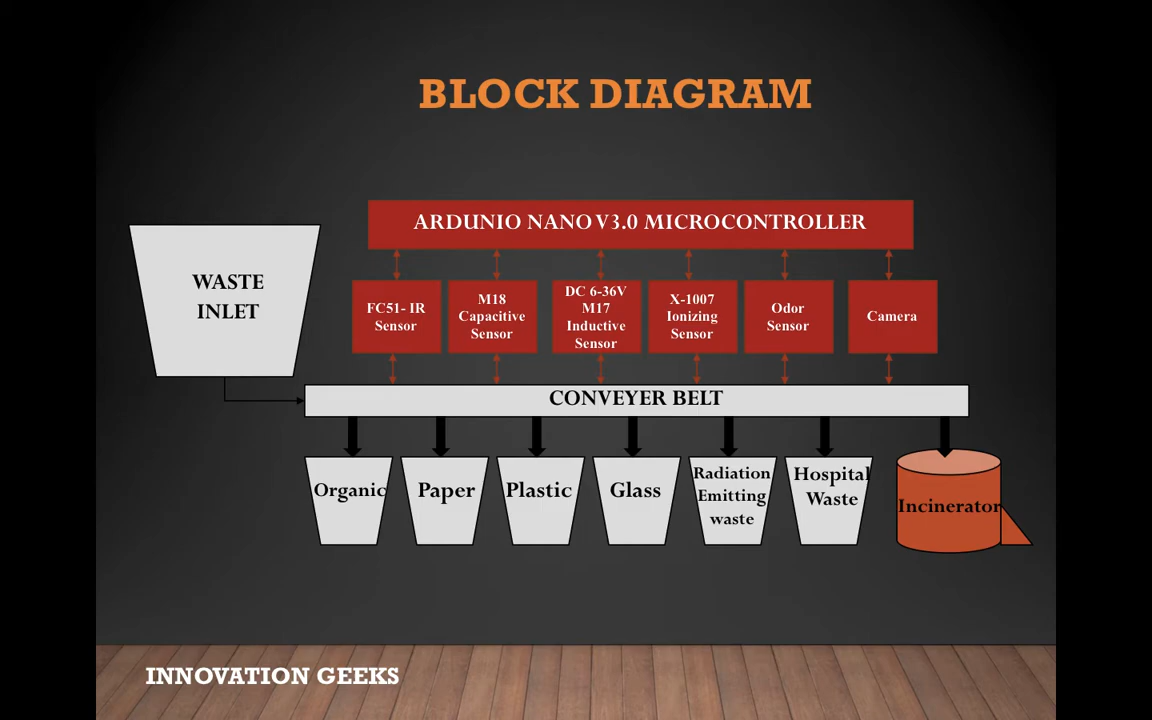 BLOCK DIAGRAM
ARDUNIO NANO V3.0 MICROCONTROLLER
WASTE
INLET
FC51- IR
Sensor
M18
Capacitive
Sensor
DC 6-36V
M17
Inductive
Sensor
X-1007
Ionizing
Sensor
Odor
Sensor
Camera
CONVEYER BELT
Organic
Paper
Plastic
Glass
Radiation
Emitting
waste
Hospital
Waste
Incinerator
INNOVATION GEEKS